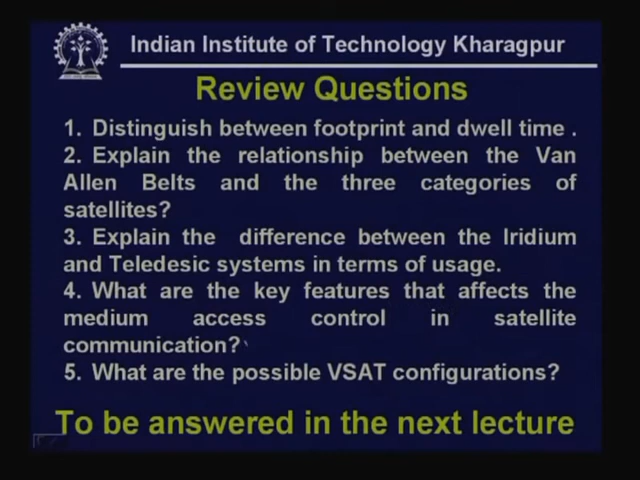 Indian Institute of Technology Kharagpur
Review Questions
1. Distinguish between footprint and dwell time .
2. Explain the relationship between the Van
Allen Belts and the three categories of
satellites?
3. Explain the difference between the Iridium
and Teledesic systems in terms of usage.
4. What are the key features that affects the
medium access control in satellite
communication?
5. What are the possible VSAT configurations?
To be answered in the next lecture